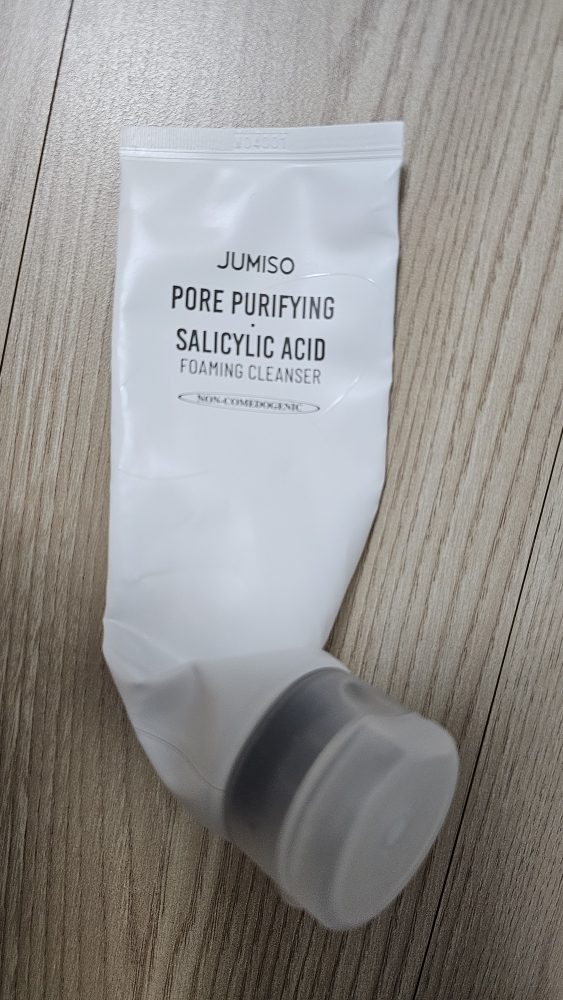 JUMISO
PORE PURIFYING
·
SALICYLIC ACID
FOAMING CLEANSER
NON-COMEDOGENIC